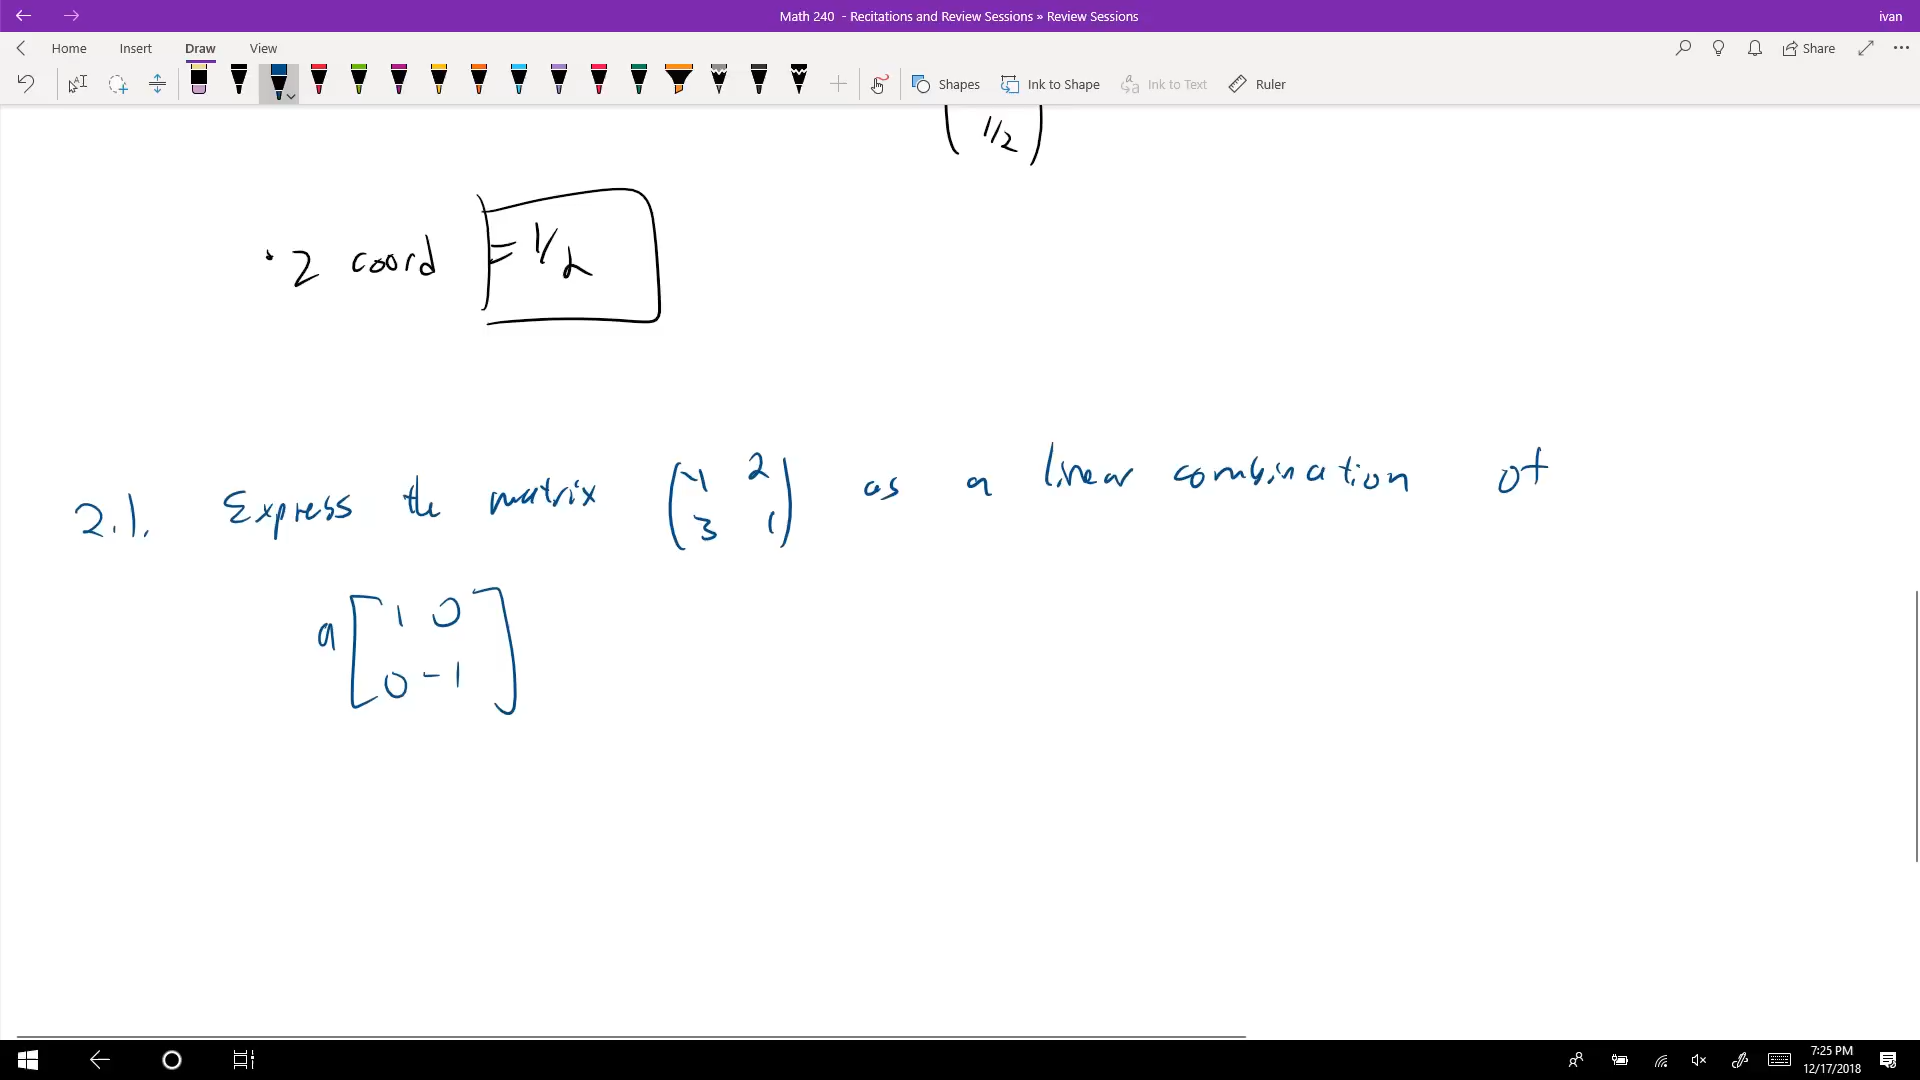 Math 240 - Recitations and Review Sessions » Review Sessions
ivan
Home Insert Draw View
Share
Shapes Ink to Shape Ink to Text Ruler
1/2
2 coord = 1/2
2.1. Express the matrix ( -1 2 as a linear combination of
3 1 )
a [ 1 0
0 -1 ]
7:25 PM
12/17/2018